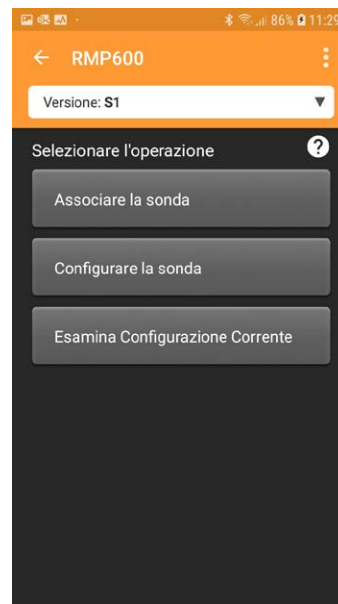 86% 11:29
RMP600
Versione: S1
Selezionare l'operazione ?
Associare la sonda
Configurare la sonda
Esamina Configurazione Corrente